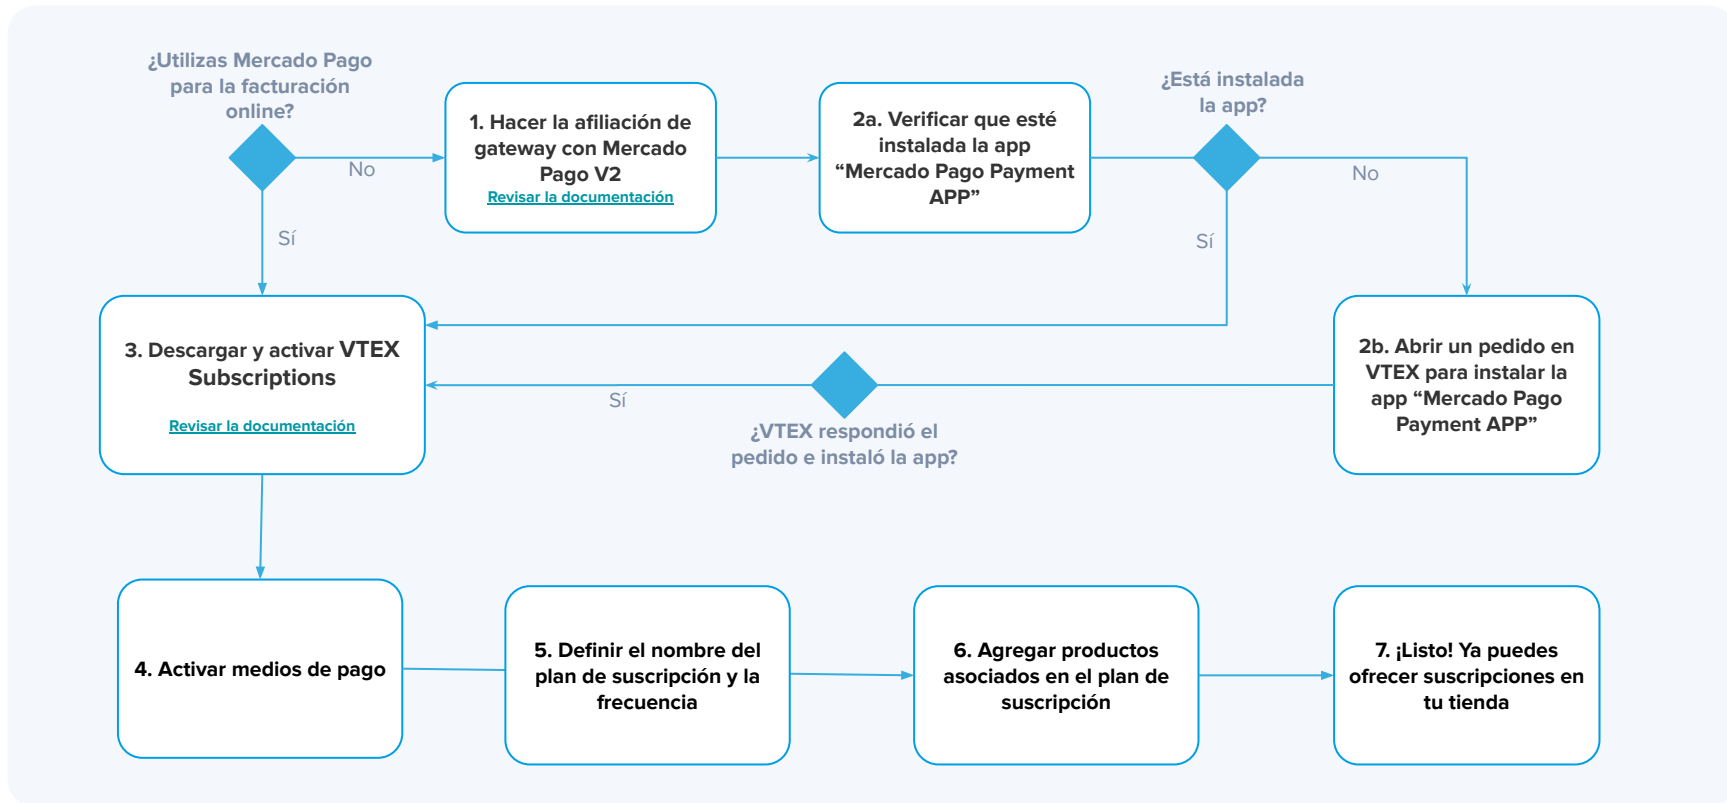 ¿Utilizas Mercado Pago
para la facturación
online?
No
Sí
1. Hacer la afiliación de
gateway con Mercado
Pago V2
Revisar la documentación
2a. Verificar que esté
instalada la app
“Mercado Pago Payment
APP”
¿Está instalada
la app?
No
Sí
2b. Abrir un pedido en
VTEX para instalar la
app “Mercado Pago
Payment APP”
¿VTEX respondió el
pedido e instaló la app?
Sí
3. Descargar y activar VTEX
Subscriptions
Revisar la documentación
4. Activar medios de pago
5. Definir el nombre del
plan de suscripción y la
frecuencia
6. Agregar productos
asociados en el plan de
suscripción
7. ¡Listo! Ya puedes
ofrecer suscripciones en
tu tienda